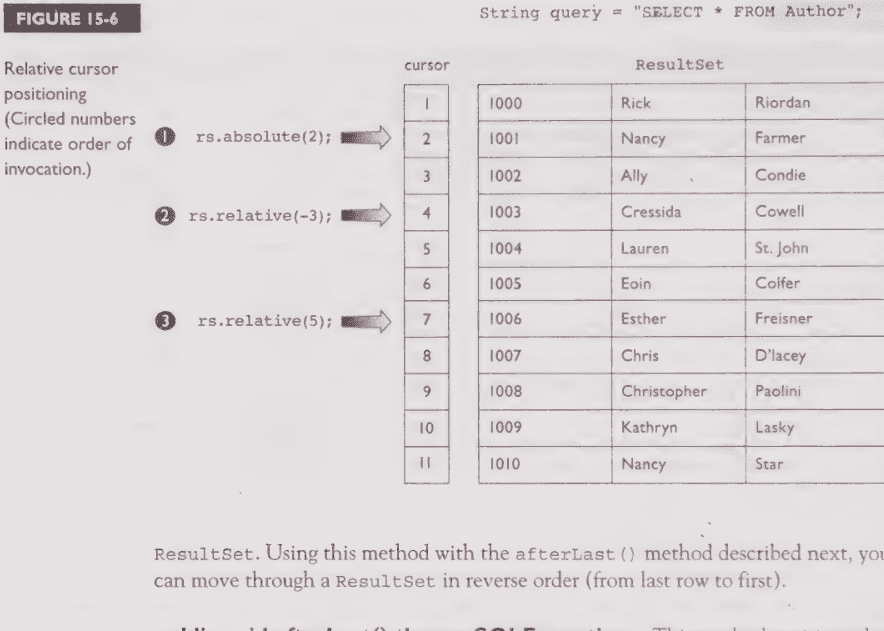 FIGURE 15-6
Relative cursor
positioning
(Circled numbers
indicate order of
invocation.)
String query = "SELECT * FROM Author";
cursor ResultSet
1 1000 Rick Riordan
1 rs.absolute(2); 2 1001 Nancy Farmer
3 1002 Ally Condie
2 rs.relative(-3); 4 1003 Cressida Cowell
5 1004 Lauren St. John
6 1005 Eoin Colfer
3 rs.relative(5); 7 1006 Esther Freisner
8 1007 Chris D'lacey
9 1008 Christopher Paolini
10 1009 Kathryn Lasky
11 1010 Nancy Star
ResultSet. Using this method with the afterLast() method described next, you
can move through a ResultSet in reverse order (from last row to first).